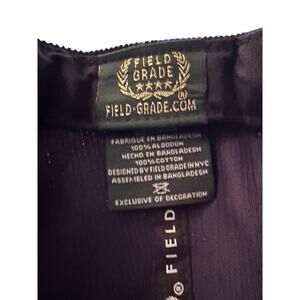 FIELD
GRADE
★★★★
®
FIELD-GRADE.COM
FABRIQUE EN BANGLADESH
100% ALGODON
HECHO EN BANGLADESH
100% COTTON
DESIGNED BY FIELD GRADE IN NYC
ASSEMBLED IN BANGLADESH
EXCLUSIVE OF DECORATION
® FIELD